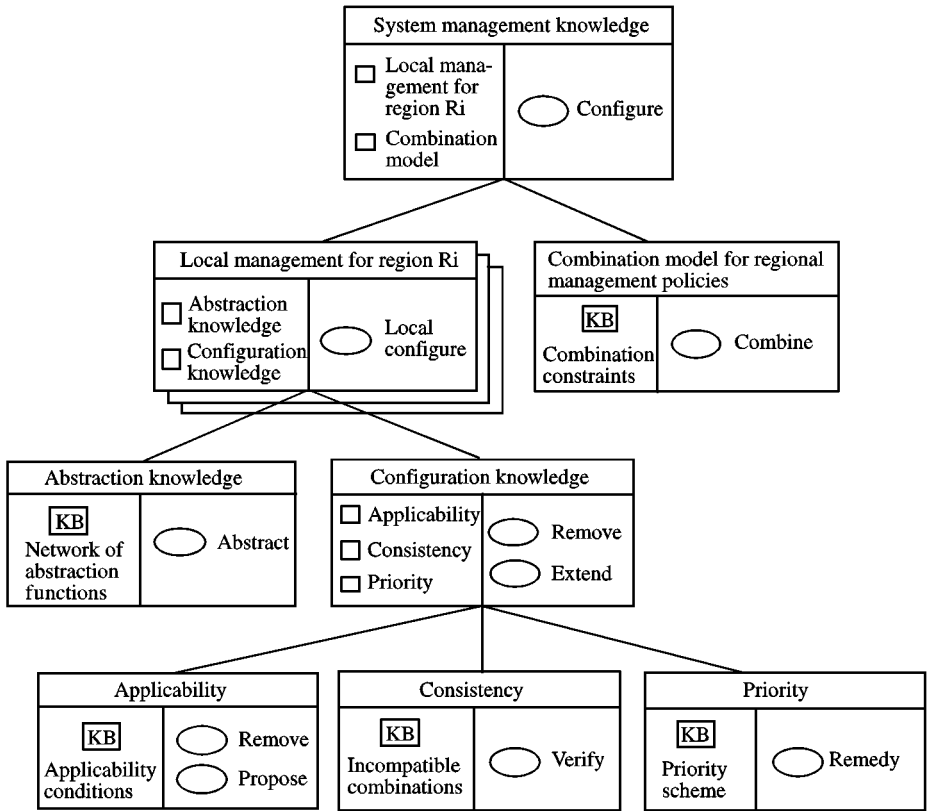 System management knowledge
Local mana-
gement for
region Ri
Combination
model
Configure
Local management for region Ri
Abstraction
knowledge
Configuration
knowledge
Local
configure
Combination model for regional
management policies
KB
Combination
constraints
Combine
Abstraction knowledge
KB
Network of
abstraction
functions
Abstract
Configuration knowledge
Applicability
Consistency
Priority
Remove
Extend
Applicability
KB
Applicability
conditions
Remove
Propose
Consistency
KB
Incompatible
combinations
Verify
Priority
KB
Priority
scheme
Remedy